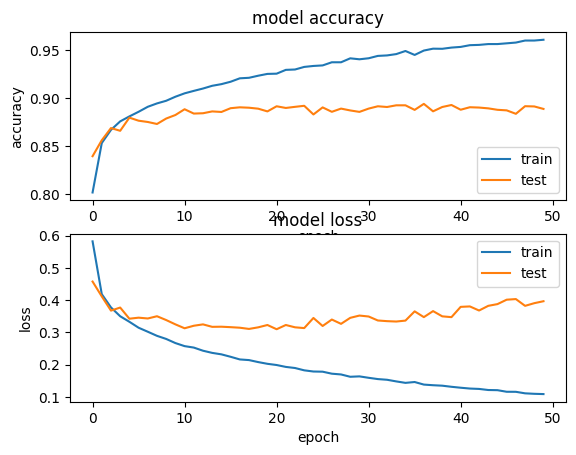 model accuracy
accuracy
0.95
0.90
0.85
0.80
train
test
0 10 20 30 40 50
epoch
model loss
loss
0.6
0.5
0.4
0.3
0.2
0.1
train
test
0 10 20 30 40 50
epoch